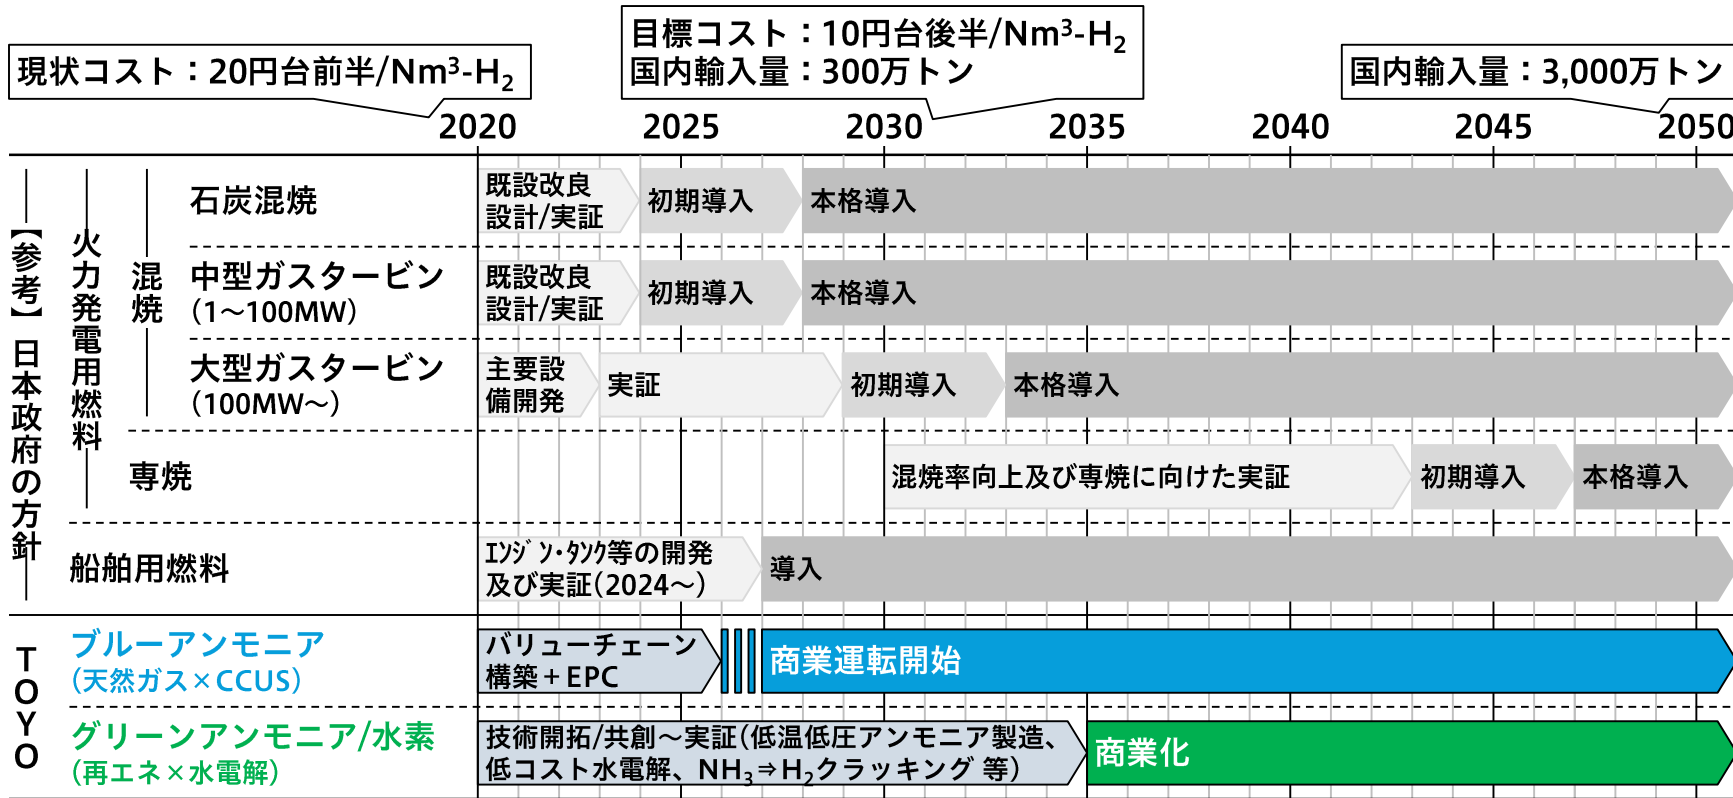 現状コスト：20円台前半/Nm³-H₂
目標コスト：10円台後半/Nm³-H₂
国内輸入量：300万トン
国内輸入量：3,000万トン
2020 2025 2030 2035 2040 2045 2050
【参考】日本政府の方針
火力発電用燃料
混焼
石炭混焼
既設改良
設計/実証
初期導入
本格導入
中型ガスタービン
（1～100MW）
既設改良
設計/実証
初期導入
本格導入
大型ガスタービン
（100MW～）
主要設
備開発
実証
初期導入
本格導入
専焼
混焼率向上及び専焼に向けた実証
初期導入
本格導入
船舶用燃料
ｴﾝｼﾞﾝ・ﾀﾝｸ等の開発
及び実証（2024～）
導入
TOYO
ブルーアンモニア
（天然ガス×CCUS）
バリューチェーン
構築＋EPC
商業運転開始
グリーンアンモニア/水素
（再エネ×水電解）
技術開拓/共創～実証（低温低圧アンモニア製造、
低コスト水電解、NH₃⇒H₂クラッキング 等）
商業化